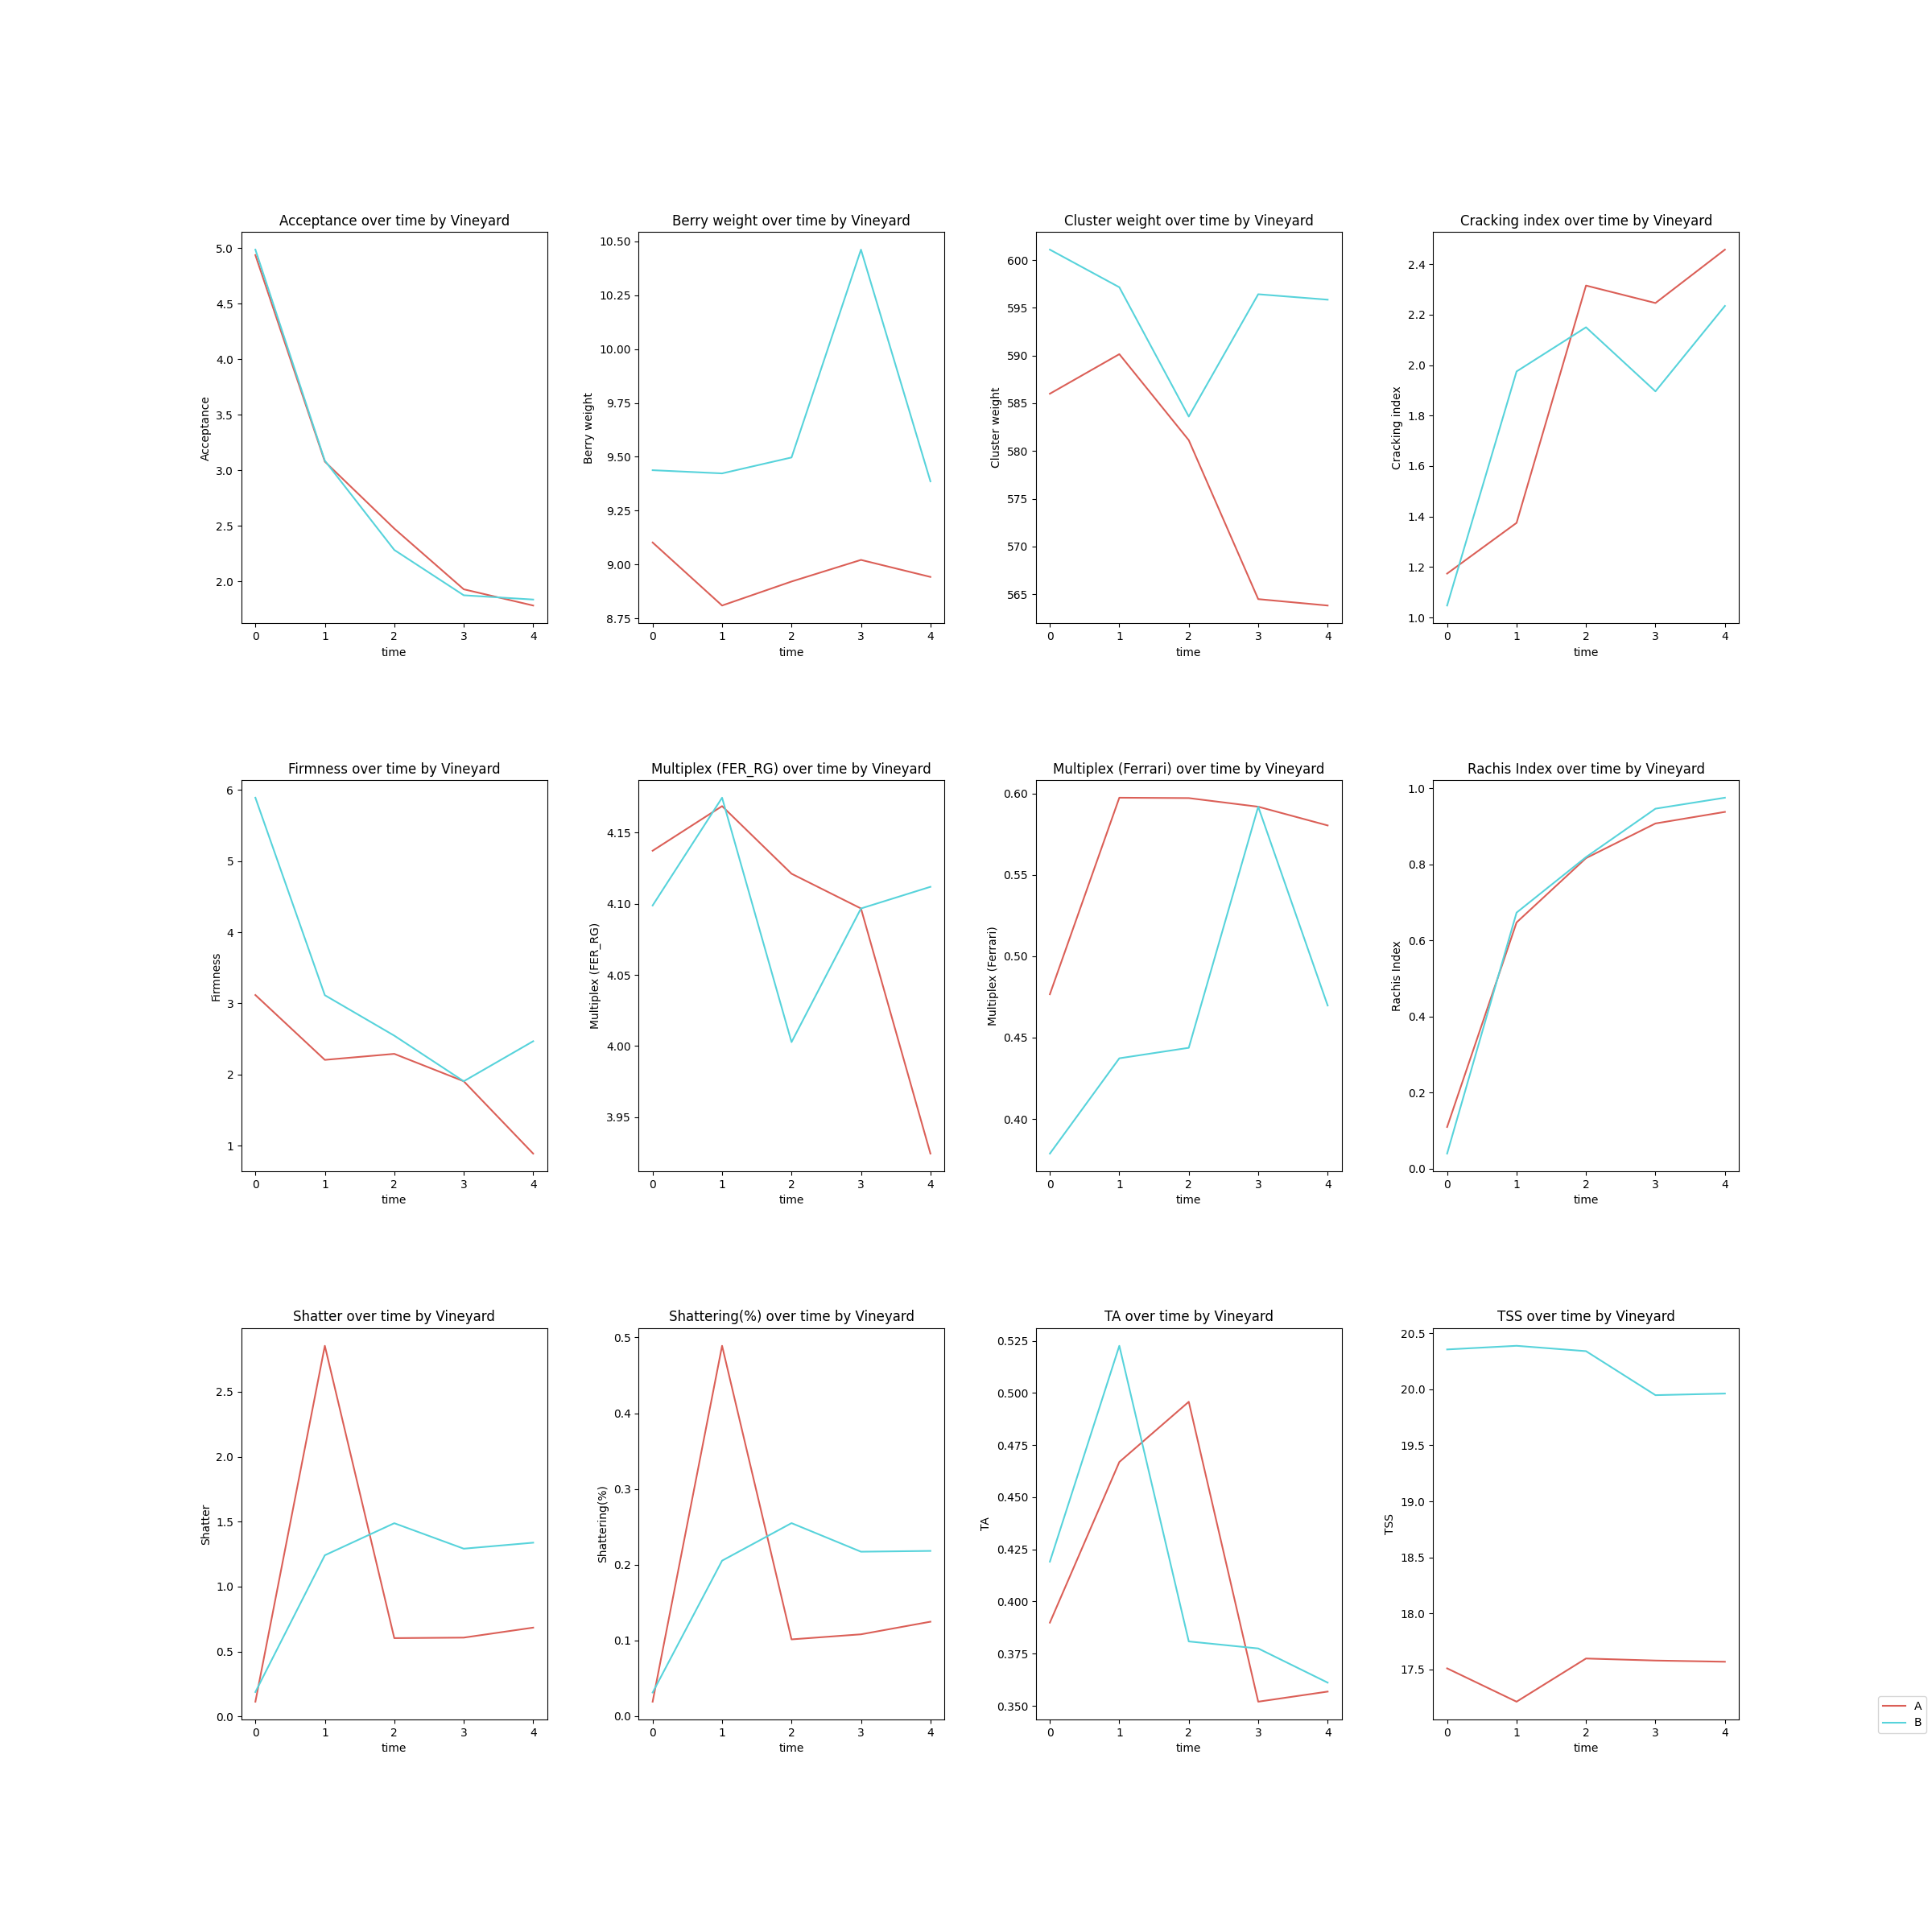 Acceptance over time by Vineyard
Acceptance
5.0
4.5
4.0
3.5
3.0
2.5
2.0
0 1 2 3 4
time
Berry weight over time by Vineyard
Berry weight
10.50
10.25
10.00
9.75
9.50
9.25
9.00
8.75
0 1 2 3 4
time
Cluster weight over time by Vineyard
Cluster weight
600
595
590
585
580
575
570
565
0 1 2 3 4
time
Cracking index over time by Vineyard
Cracking index
2.4
2.2
2.0
1.8
1.6
1.4
1.2
1.0
0 1 2 3 4
time
Firmness over time by Vineyard
Firmness
6
5
4
3
2
1
0 1 2 3 4
time
Multiplex (FER_RG) over time by Vineyard
Multiplex (FER_RG)
4.15
4.10
4.05
4.00
3.95
0 1 2 3 4
time
Multiplex (Ferrari) over time by Vineyard
Multiplex (Ferrari)
0.60
0.55
0.50
0.45
0.40
0 1 2 3 4
time
Rachis Index over time by Vineyard
Rachis Index
1.0
0.8
0.6
0.4
0.2
0.0
0 1 2 3 4
time
Shatter over time by Vineyard
Shatter
2.5
2.0
1.5
1.0
0.5
0.0
0 1 2 3 4
time
Shattering(%) over time by Vineyard
Shattering(%)
0.5
0.4
0.3
0.2
0.1
0.0
0 1 2 3 4
time
TA over time by Vineyard
TA
0.525
0.500
0.475
0.450
0.425
0.400
0.375
0.350
0 1 2 3 4
time
TSS over time by Vineyard
TSS
20.5
20.0
19.5
19.0
18.5
18.0
17.5
0 1 2 3 4
time
A
B